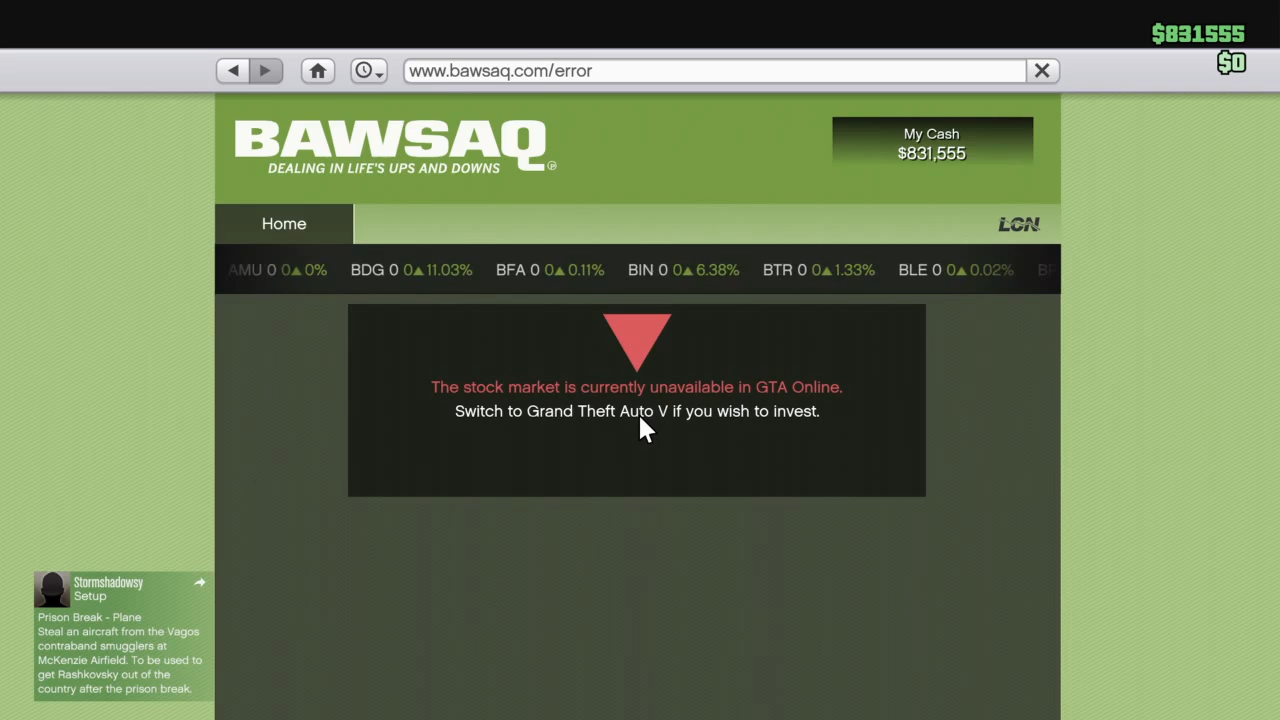 $831555
$0
www.bawsaq.com/error
BAWSAQ
DEALING IN LIFE'S UPS AND DOWNS
My Cash
$831,555
Home
LCN
AMU 0 0▲0% BDG 0 0▲11.03% BFA 0 0▲0.11% BIN 0 0▲6.38% BTR 0 0▲1.33% BLE 0 0▲0.02%
The stock market is currently unavailable in GTA Online.
Switch to Grand Theft Auto V if you wish to invest.
Stormshadowsy
Setup
Prison Break - Plane
Steal an aircraft from the Vagos
contraband smugglers at
McKenzie Airfield. To be used to
get Rashkovsky out of the
country after the prison break.